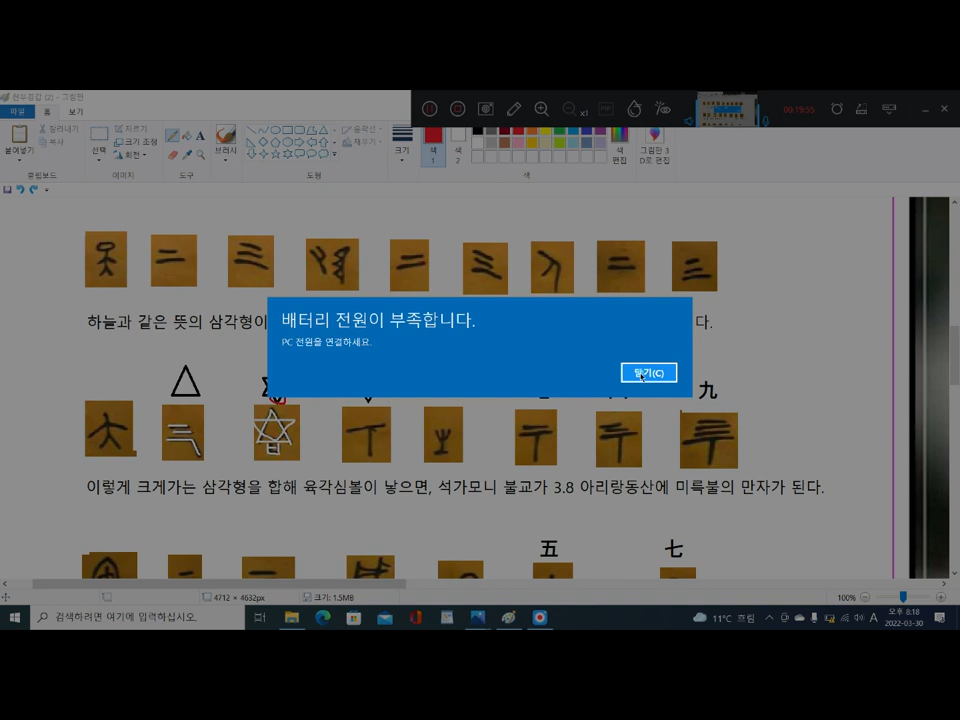 천부경갑 (2) - 그림판
파일 홈 보기
00:19:55
붙여넣기
잘라내기
복사
클립보드
선택
자르기
크기 조정
회전
이미지
A
도구
브러시
도형
윤곽선
채우기
크기
색 1
색 2
색 편집
색
그림판 3D로 편집
하늘과 같은 뜻의 삼각형이
다.
배터리 전원이 부족합니다.
PC 전원을 연결하세요.
닫기(C)
九
이렇게 크게가는 삼각형을 합해 육각심볼이 낳으면, 석가모니 불교가 3.8 아리랑동산에 미륵불의 만자가 된다.
五 七
4712 × 4632px 크기: 1.5MB 100%
검색하려면 여기에 입력하십시오.
11°C 흐림 A 오후 8:18
2022-03-30